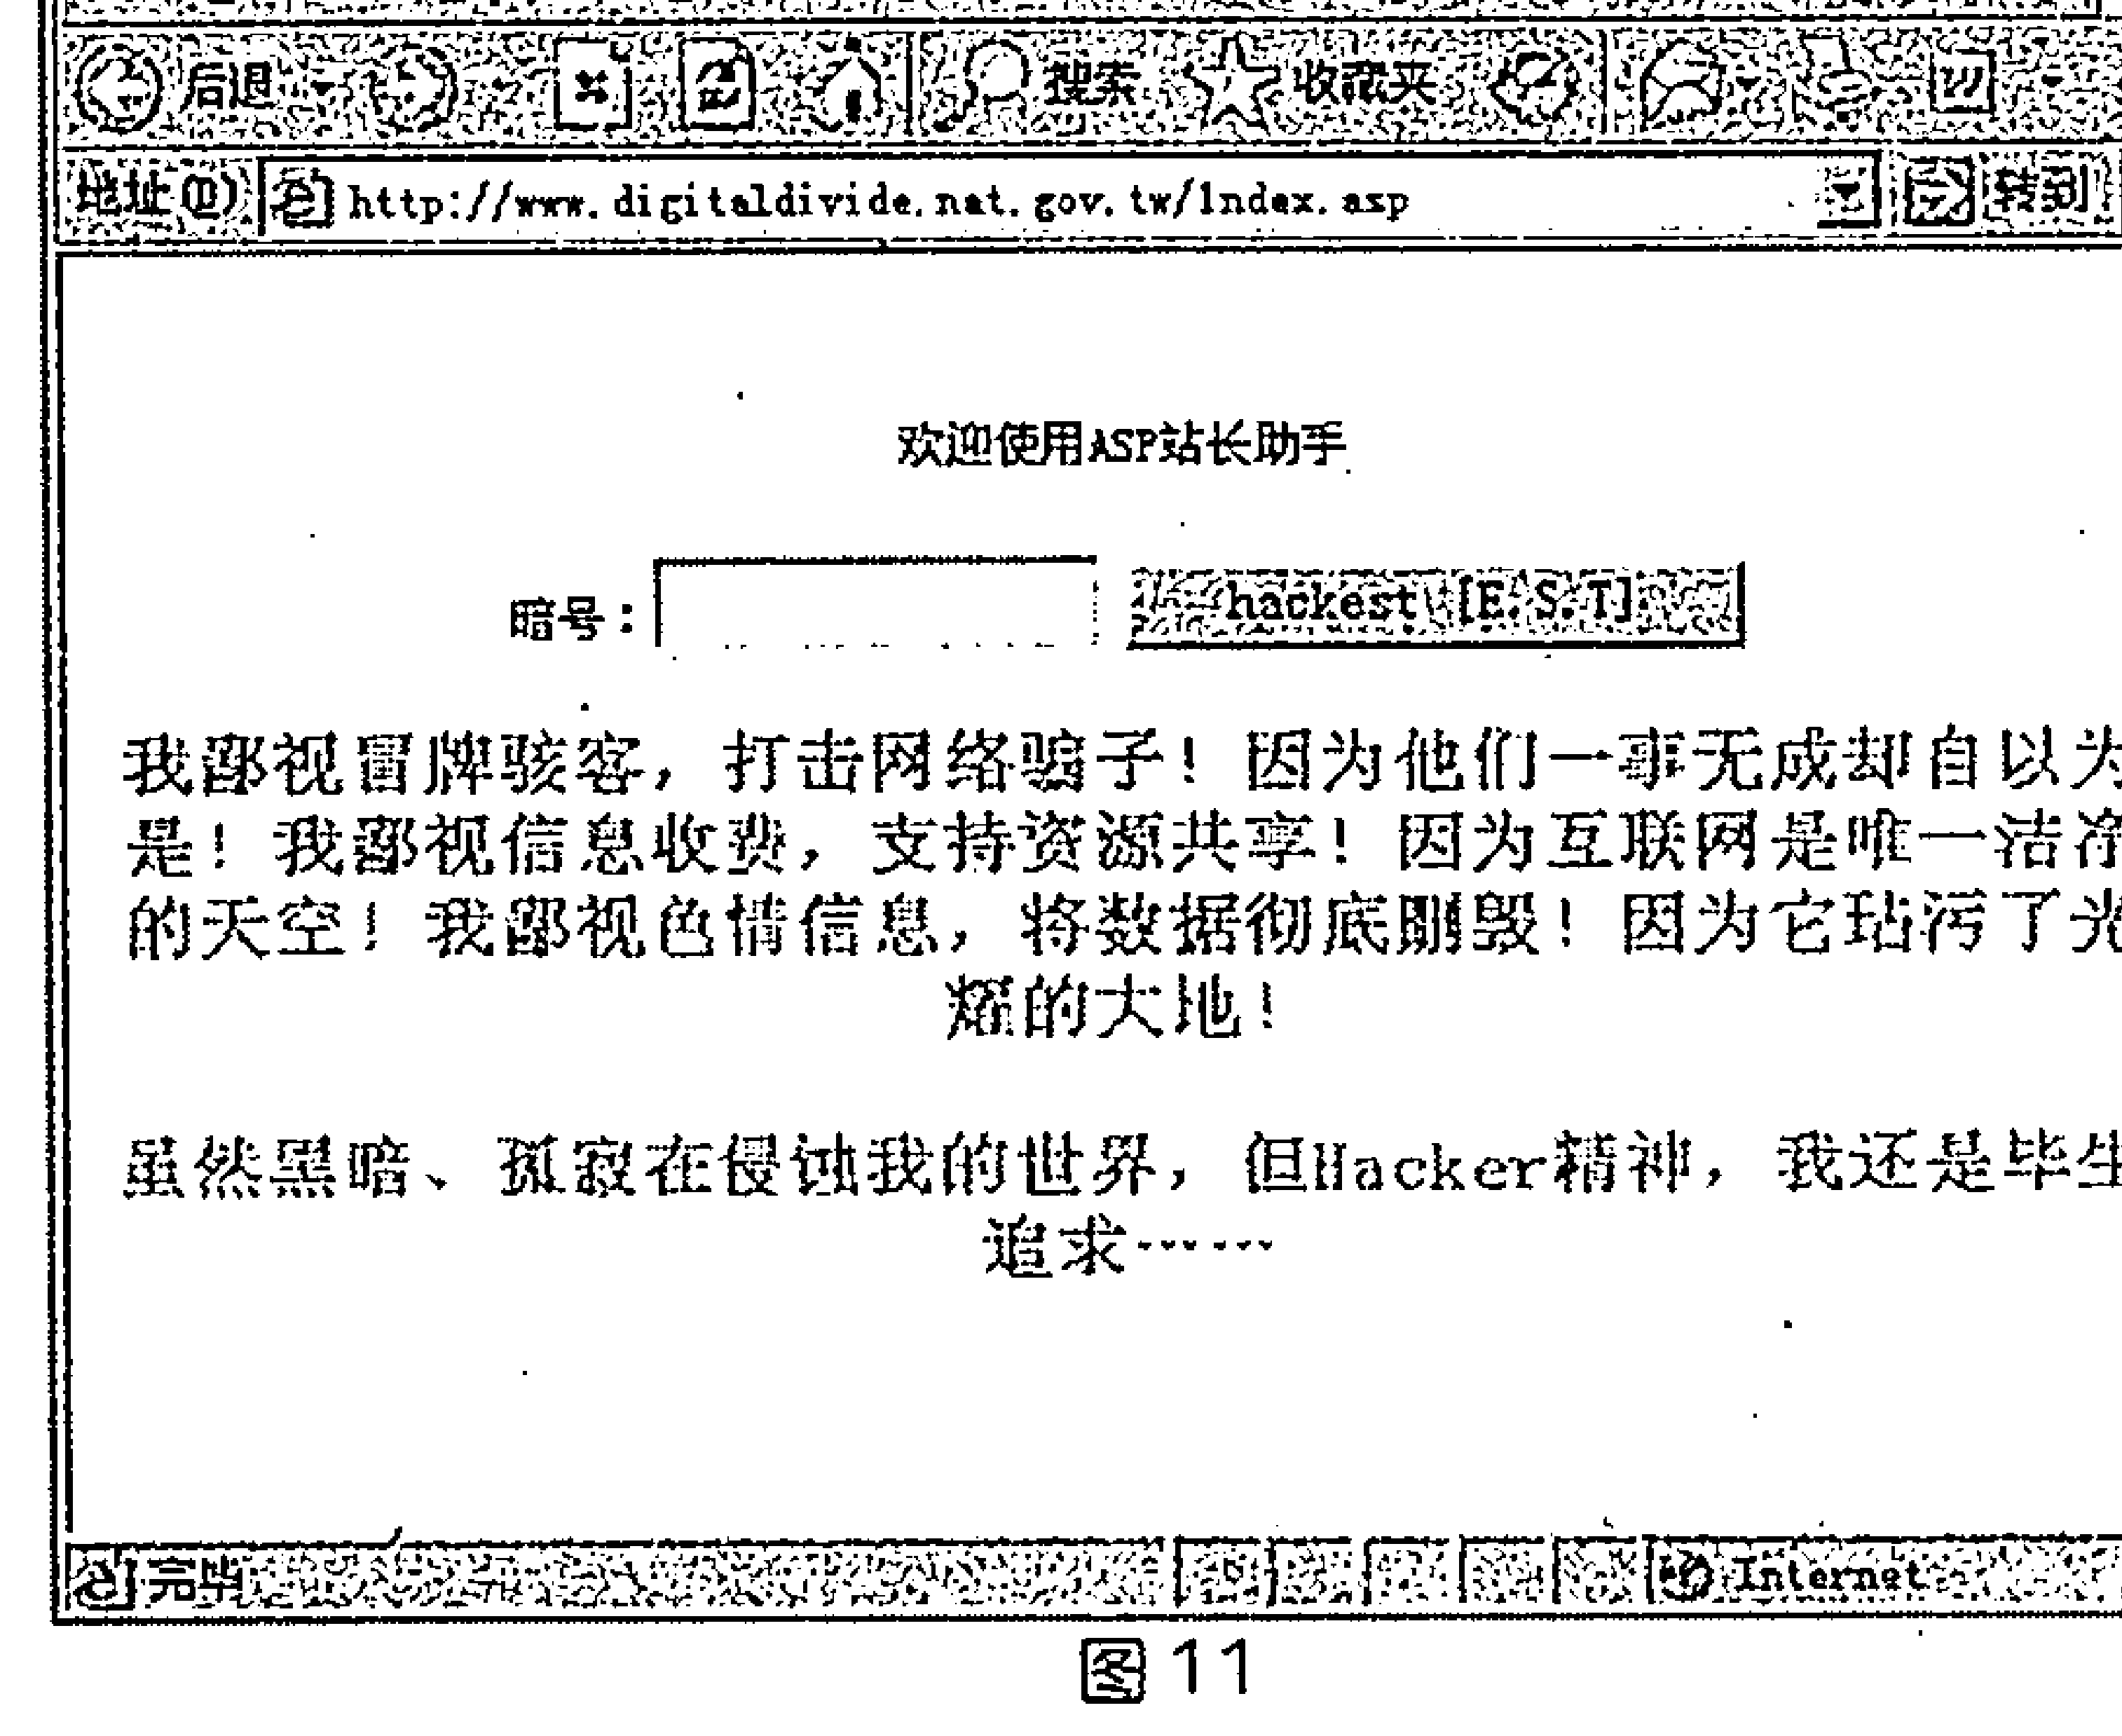 后退 搜索 收藏夹
地址(D) http://www.digitaldivide.nat.gov.tw/1ndex.asp 转到
欢迎使用ASP站长助手
暗号: hackest [E.S.T]
我鄙视冒牌骇客，打击网络骗子！因为他们一事无成却自以为
是！我鄙视信息收费，支持资源共享！因为互联网是唯一洁净
的天空！我鄙视色情信息，将数据彻底删毁！因为它玷污了光
耀的大地！
虽然黑暗、孤寂在侵蚀我的世界，但Hacker精神，我还是毕生
追求……
完毕 Internet
图11